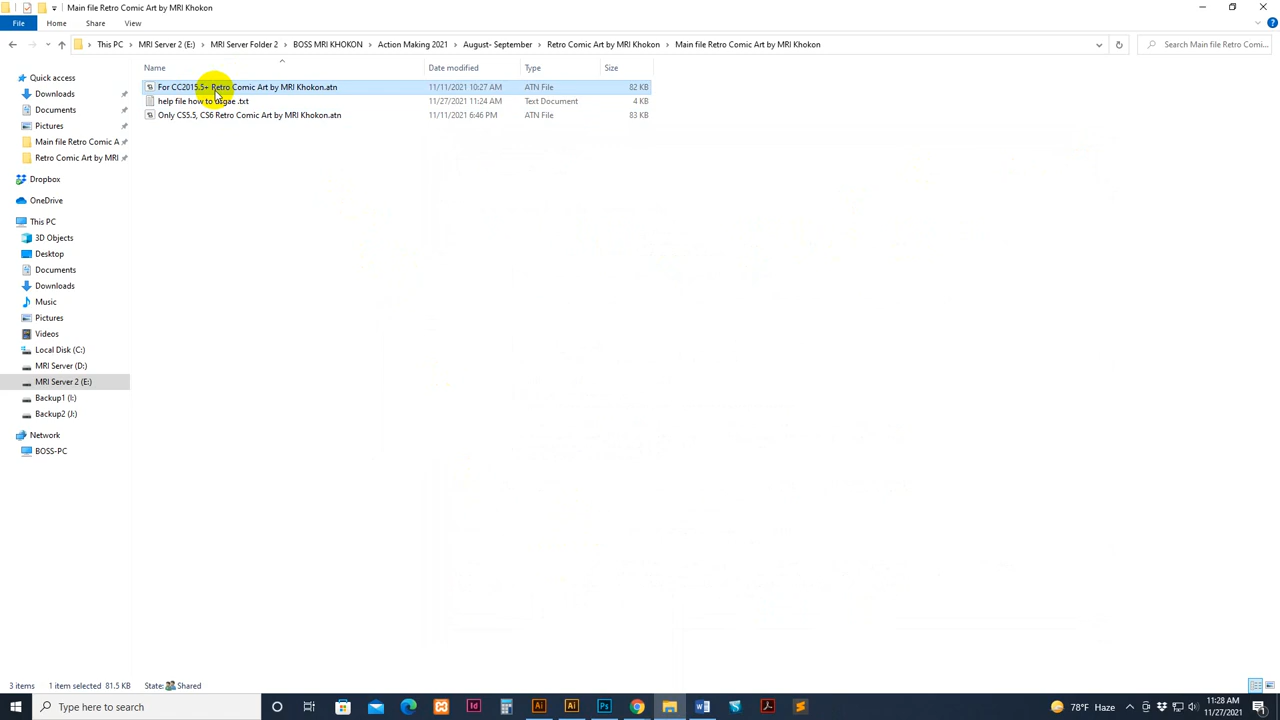 Main file Retro Comic Art by MRI Khokon
File Home Share View
This PC MRI Server 2 (E:) MRI Server Folder 2 BOSS MRI KHOKON Action Making 2021 August- September Retro Comic Art by MRI Khokon Main file Retro Comic Art by MRI Khokon Search Main file Retro Comi...
Name Date modified Type Size
Quick access
For CC2015.5+ Retro Comic Art by MRI Khokon.atn 11/11/2021 10:27 AM ATN File 82 KB
Downloads
help file how to usgae .txt 11/27/2021 11:24 AM Text Document 4 KB
Documents
Only CS5.5, CS6 Retro Comic Art by MRI Khokon.atn 11/11/2021 6:46 PM ATN File 83 KB
Pictures
Main file Retro Comic A
Retro Comic Art by MRI
Dropbox
OneDrive
This PC
3D Objects
Desktop
Documents
Downloads
Music
Pictures
Videos
Local Disk (C:)
MRI Server (D:)
MRI Server 2 (E:)
Backup1 (I:)
Backup2 (J:)
Network
BOSS-PC
3 items 1 item selected 81.5 KB State: Shared
Type here to search
78°F Haze
11:28 AM
11/27/2021